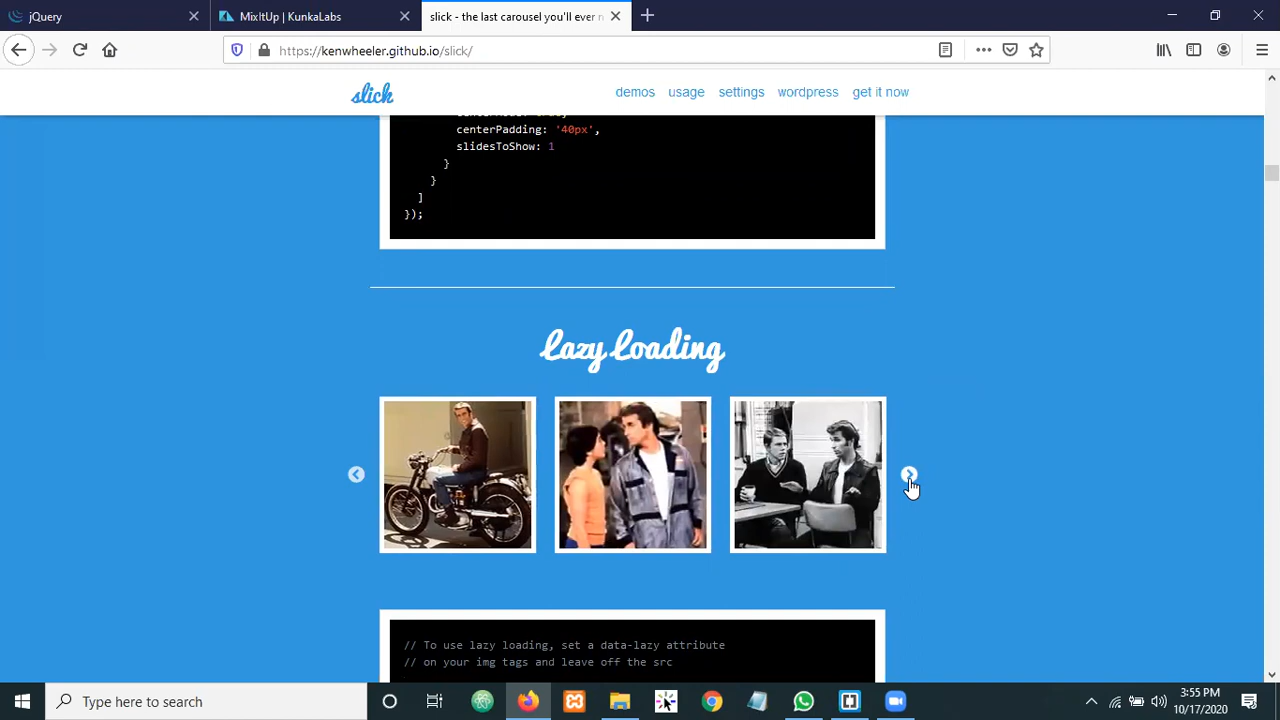 jQuery
MixItUp | KunkaLabs
slick - the last carousel you'll ever n
https://kenwheeler.github.io/slick/
slick
demos
usage
settings
wordpress
get it now
centerPadding: '40px',
slidesToShow: 1
}
}
]
});
Lazy Loading
// To use lazy loading, set a data-lazy attribute
// on your img tags and leave off the src
Type here to search
3:55 PM
10/17/2020